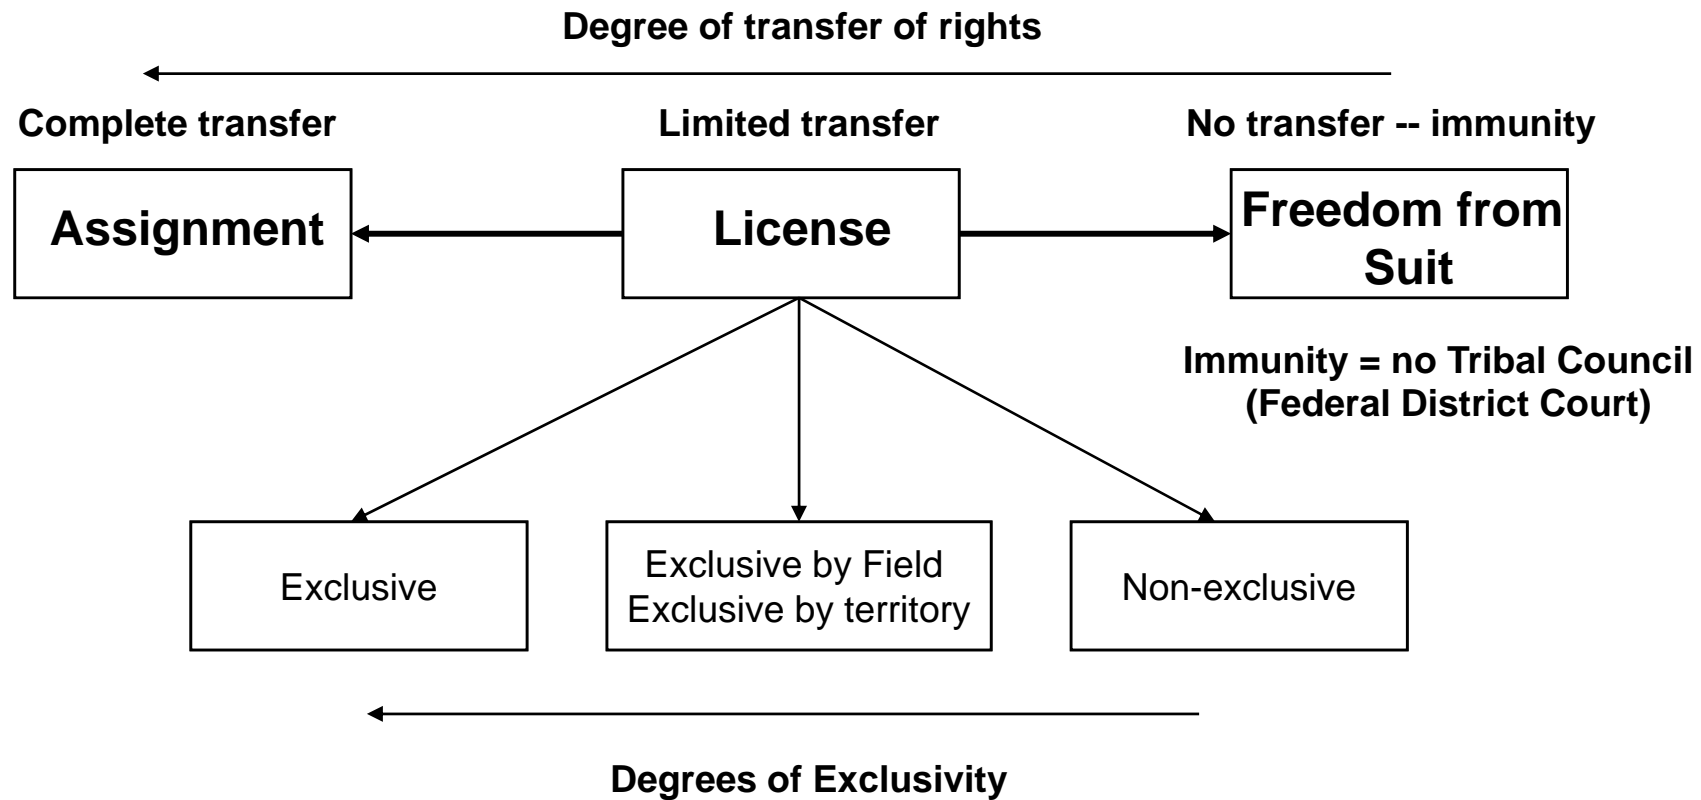 Degree of transfer of rights
Complete transfer
Limited transfer
No transfer -- immunity
Assignment
License
Freedom from
Suit
Immunity = no Tribal Council
(Federal District Court)
Exclusive
Exclusive by Field
Exclusive by territory
Non-exclusive
Degrees of Exclusivity